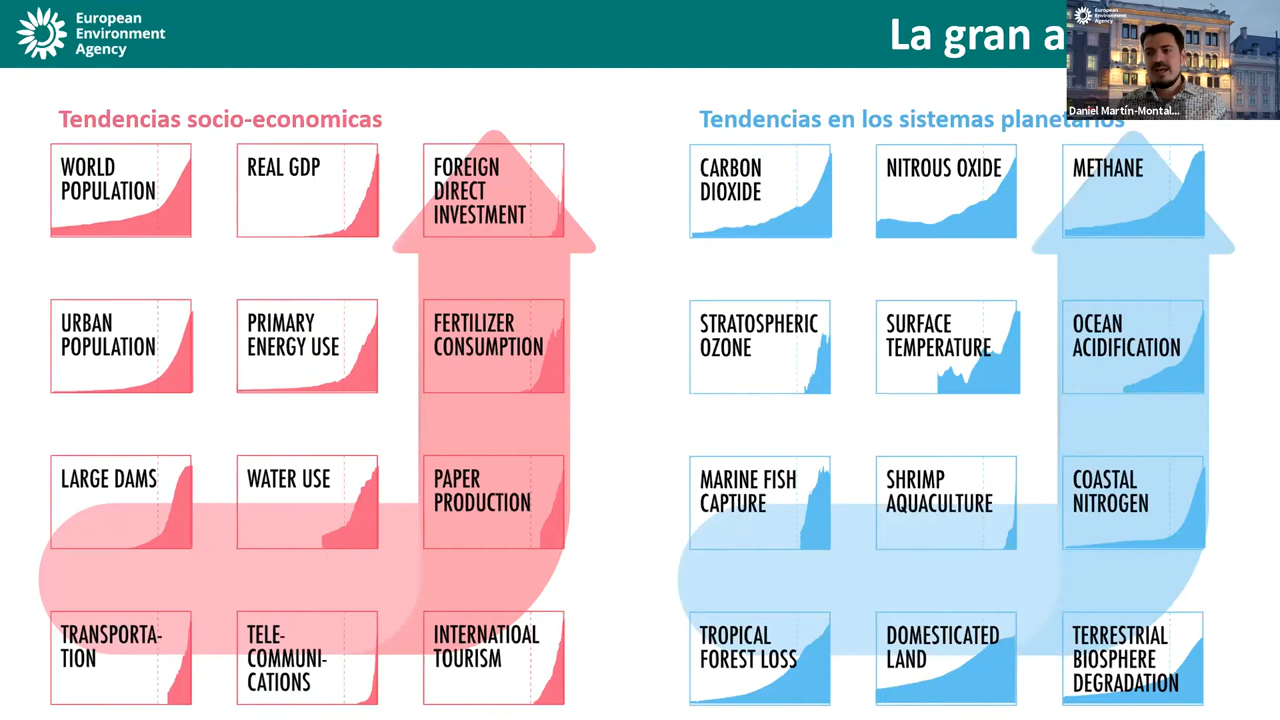 European
Environment
Agency
La gran a
European
Environment
Agency
Daniel Martín-Montal...
Tendencias socio-economicas
Tendencias en los sistemas planetarios
WORLD
POPULATION
REAL GDP
FOREIGN
DIRECT
INVESTMENT
CARBON
DIOXIDE
NITROUS OXIDE
METHANE
URBAN
POPULATION
PRIMARY
ENERGY USE
FERTILIZER
CONSUMPTION
STRATOSPHERIC
OZONE
SURFACE
TEMPERATURE
OCEAN
ACIDIFICATION
LARGE DAMS
WATER USE
PAPER
PRODUCTION
MARINE FISH
CAPTURE
SHRIMP
AQUACULTURE
COASTAL
NITROGEN
TRANSPORTA-
TION
TELE-
COMMUNI-
CATIONS
INTERNATIOAL
TOURISM
TROPICAL
FOREST LOSS
DOMESTICATED
LAND
TERRESTRIAL
BIOSPHERE
DEGRADATION